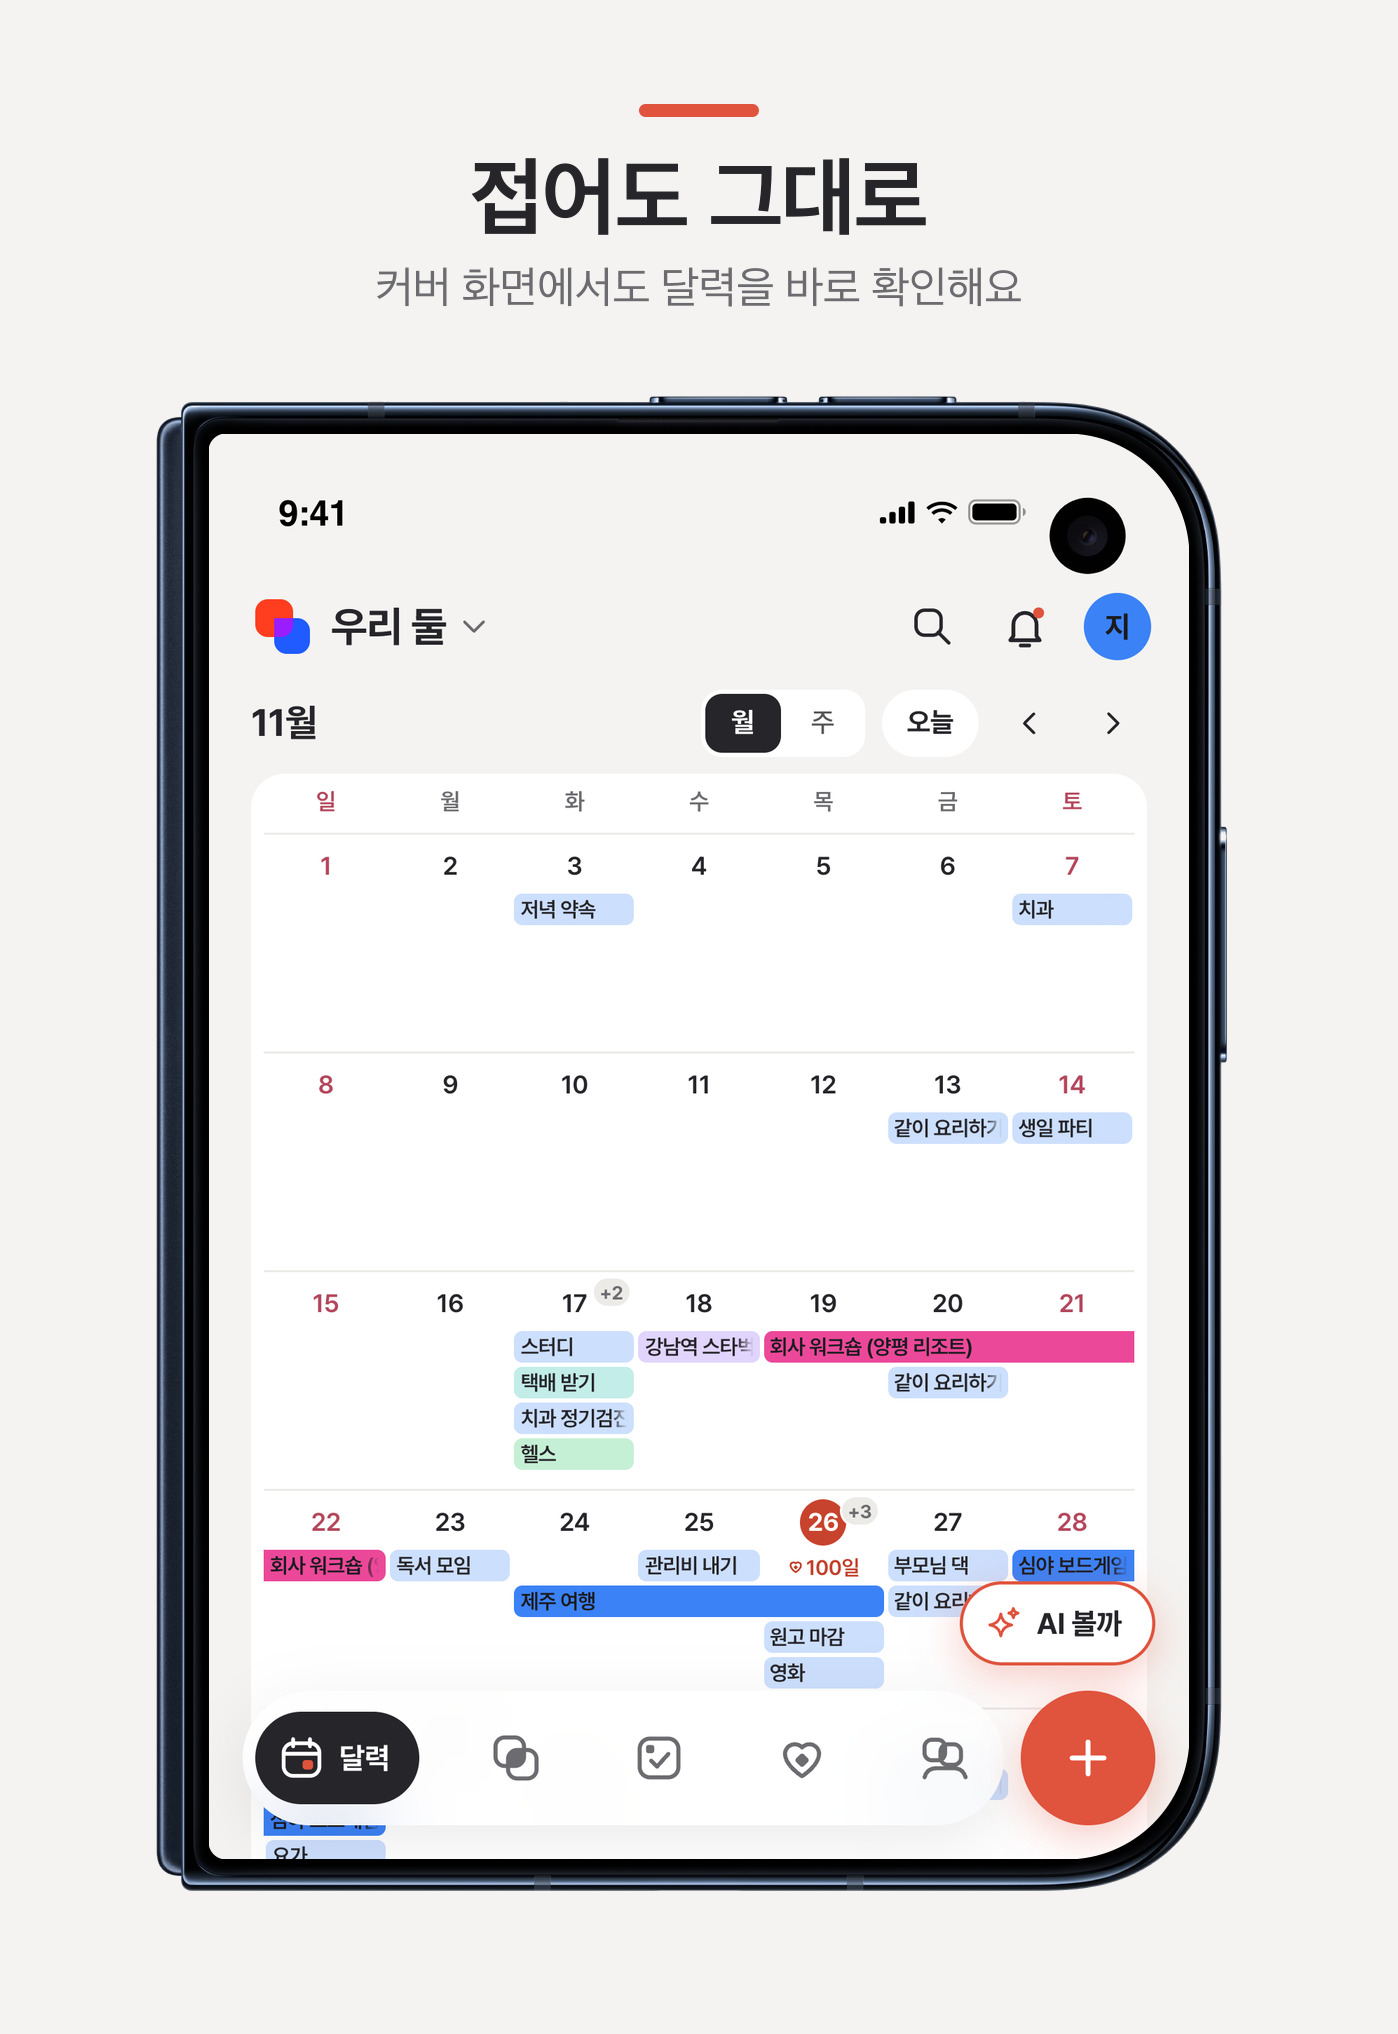 접어도 그대로
커버 화면에서도 달력을 바로 확인해요
9:41
우리 둘
지
11월
월 주 오늘
일 월 화 수 목 금 토
1 2 3 4 5 6 7
저녁 약속 치과
8 9 10 11 12 13 14
같이 요리하기 생일 파티
15 16 17 +2 18 19 20 21
스터디 강남역 회사 워크숍 (양평 리조트)
택배 받기 같이 요리하기
치과 정기검진
헬스
22 23 24 25 26 +3 27 28
회사 워크숍 ( 독서 모임 관리비 내기 100일 부모님 댁 심야 보드게임
제주 여행 같이
원고 마감
영화
AI 볼까
달력
요가